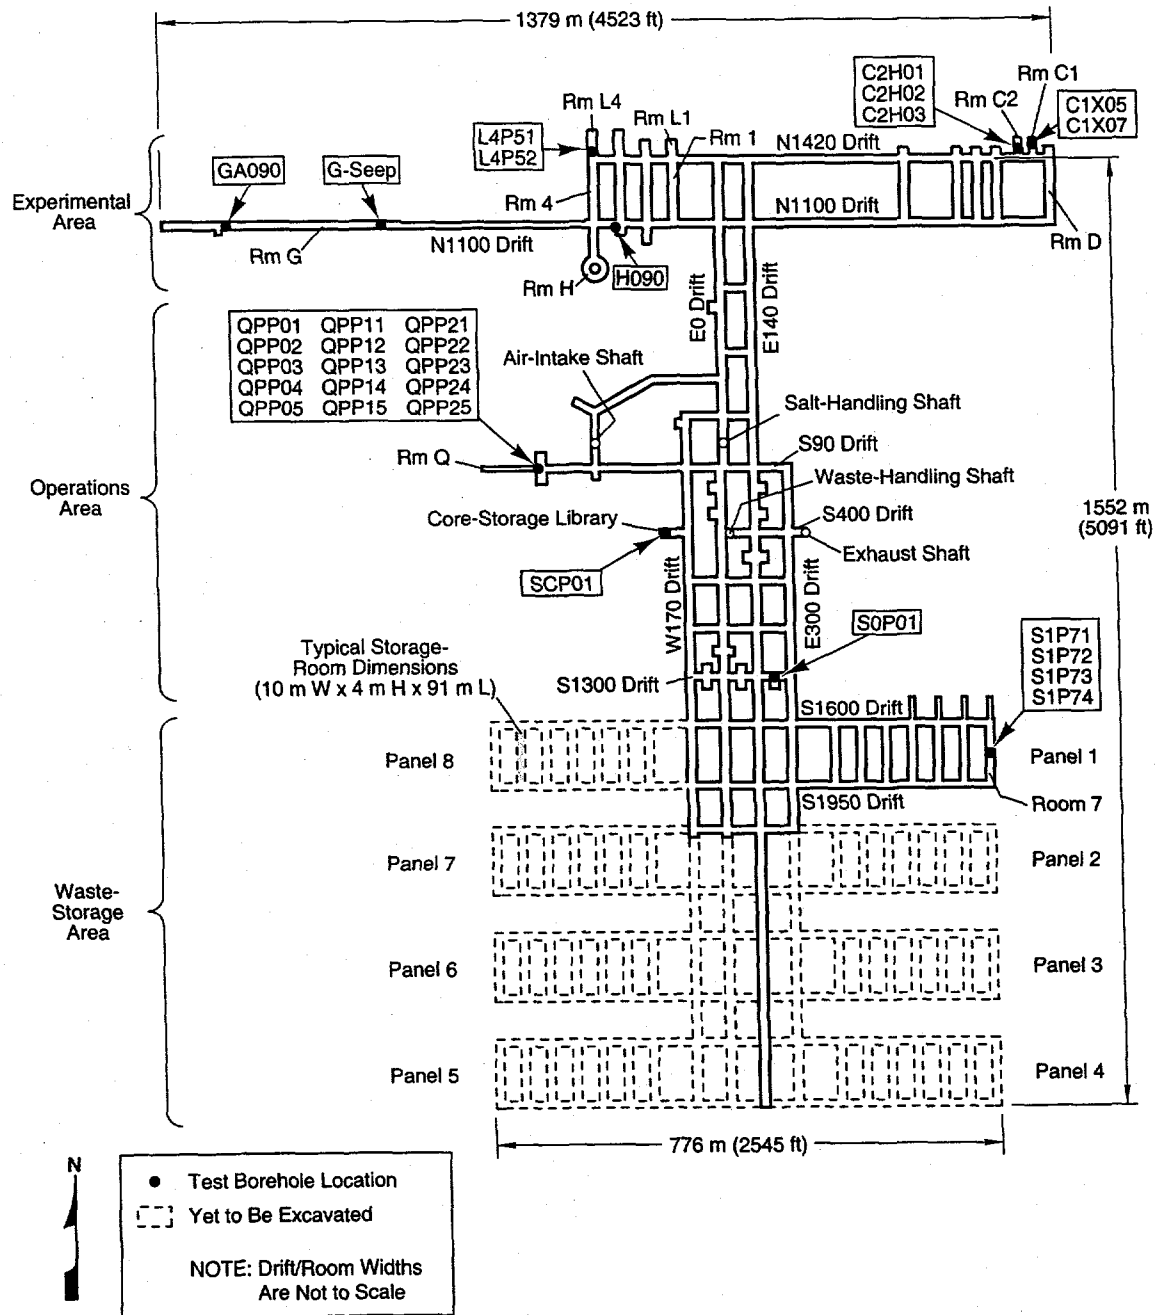 1379 m (4523 ft)
C2H01
C2H02
C2H03
Rm C1
Rm C2
C1X05
C1X07
Rm L4
Rm L1
L4P51
L4P52
Rm 1
N1420 Drift
GA090
G-Seep
Experimental
Area
Rm 4
N1100 Drift
Rm G
N1100 Drift
Rm D
Rm H
H090
E0 Drift
E140 Drift
QPP01 QPP11 QPP21
QPP02 QPP12 QPP22
QPP03 QPP13 QPP23
QPP04 QPP14 QPP24
QPP05 QPP15 QPP25
Air-Intake Shaft
Salt-Handling Shaft
Rm Q
S90 Drift
Waste-Handling Shaft
Operations
Area
Core-Storage Library
S400 Drift
Exhaust Shaft
1552 m
(5091 ft)
SCP01
W170 Drift
E300 Drift
S0P01
Typical Storage-
Room Dimensions
(10 m W x 4 m H x 91 m L)
S1300 Drift
S1P71
S1P72
S1P73
S1P74
S1600 Drift
Panel 8
Panel 1
Room 7
S1950 Drift
Panel 7
Panel 2
Waste-
Storage
Area
Panel 6
Panel 3
Panel 5
Panel 4
776 m (2545 ft)
N
Test Borehole Location
Yet to Be Excavated
NOTE: Drift/Room Widths
Are Not to Scale